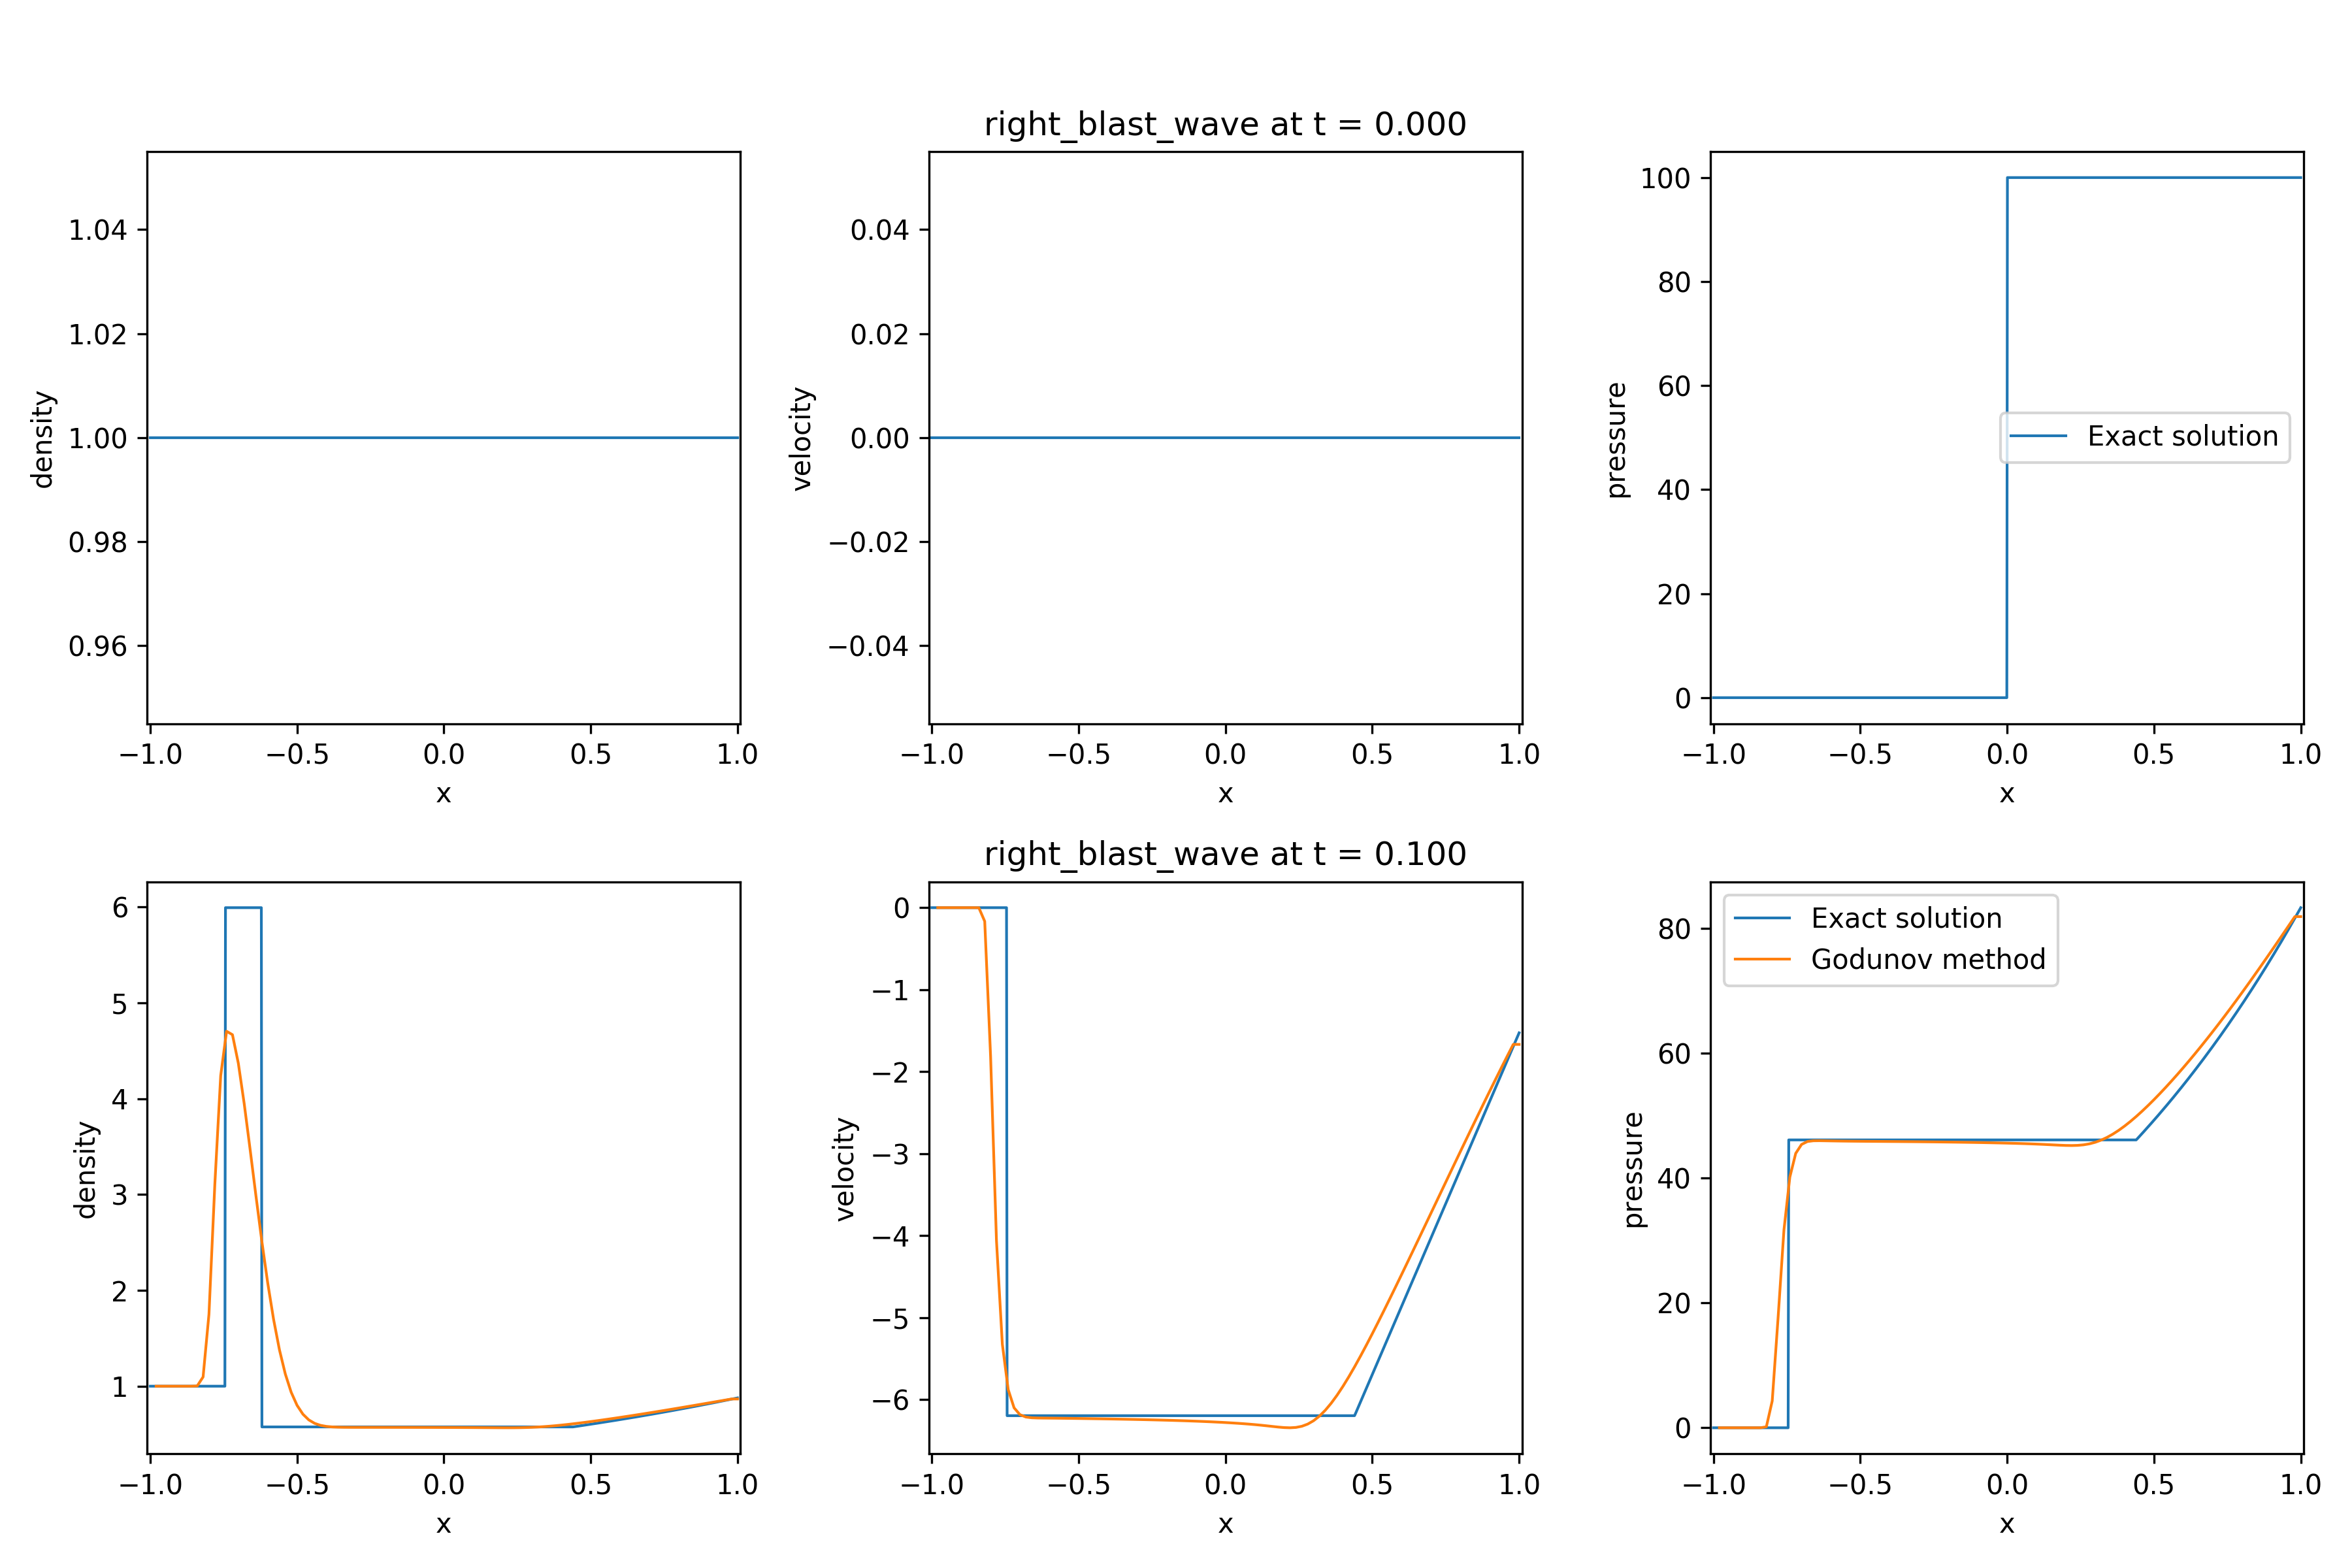 right_blast_wave at t = 0.000
density
1.04
1.02
1.00
0.98
0.96
−1.0 −0.5 0.0 0.5 1.0
x
velocity
0.04
0.02
0.00
−0.02
−0.04
−1.0 −0.5 0.0 0.5 1.0
x
pressure
100
80
60
40
20
0
Exact solution
−1.0 −0.5 0.0 0.5 1.0
x
right_blast_wave at t = 0.100
density
6
5
4
3
2
1
−1.0 −0.5 0.0 0.5 1.0
x
velocity
0
−1
−2
−3
−4
−5
−6
−1.0 −0.5 0.0 0.5 1.0
x
pressure
80
60
40
20
0
Exact solution
Godunov method
−1.0 −0.5 0.0 0.5 1.0
x